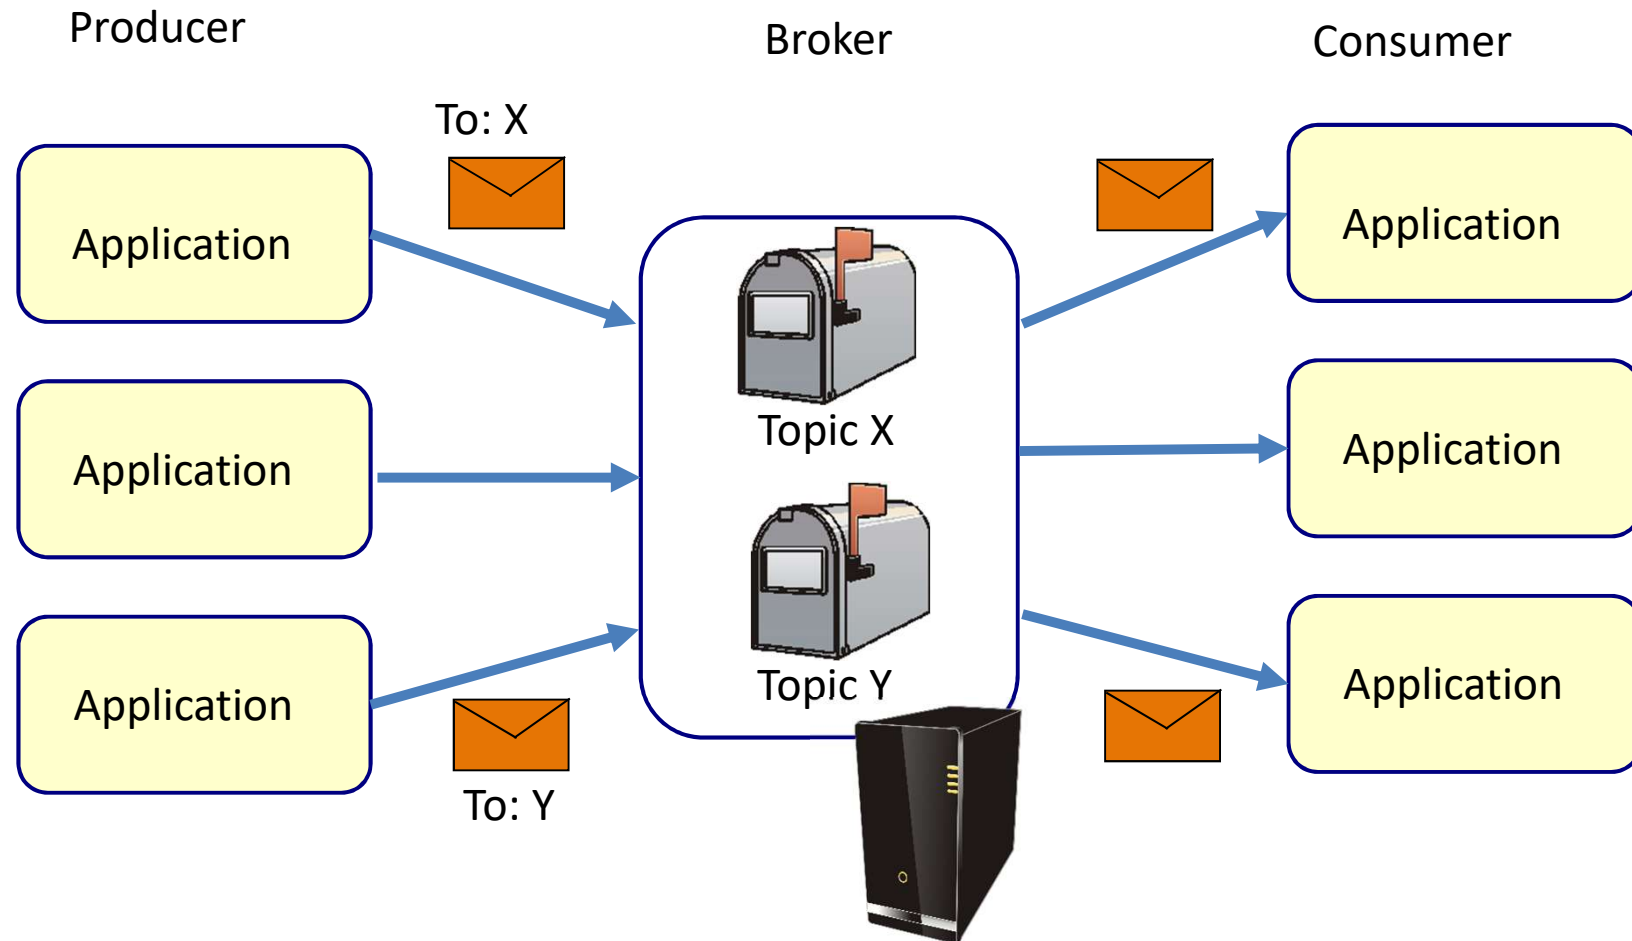 Producer
Broker
Consumer
To: X
Application
Application
Topic X
Application
Application
Topic Y
Application
Application
To: Y